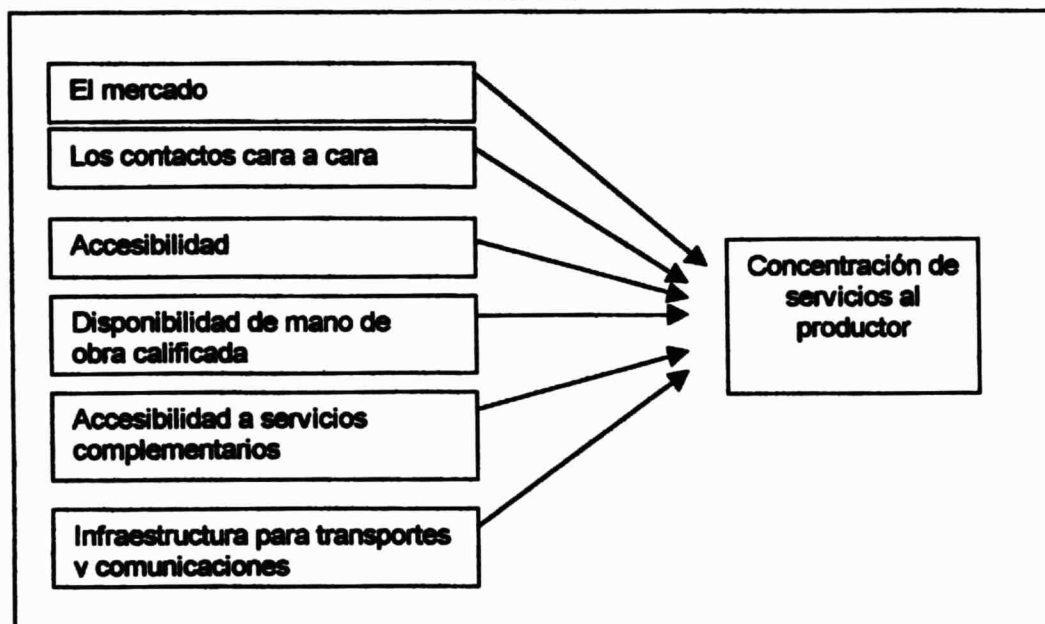 El mercado
Los contactos cara a cara
Accesibilidad
Disponibilidad de mano de
obra calificada
Accesibilidad a servicios
complementarios
Infraestructura para transportes
y comunicaciones
Concentración de
servicios al
productor